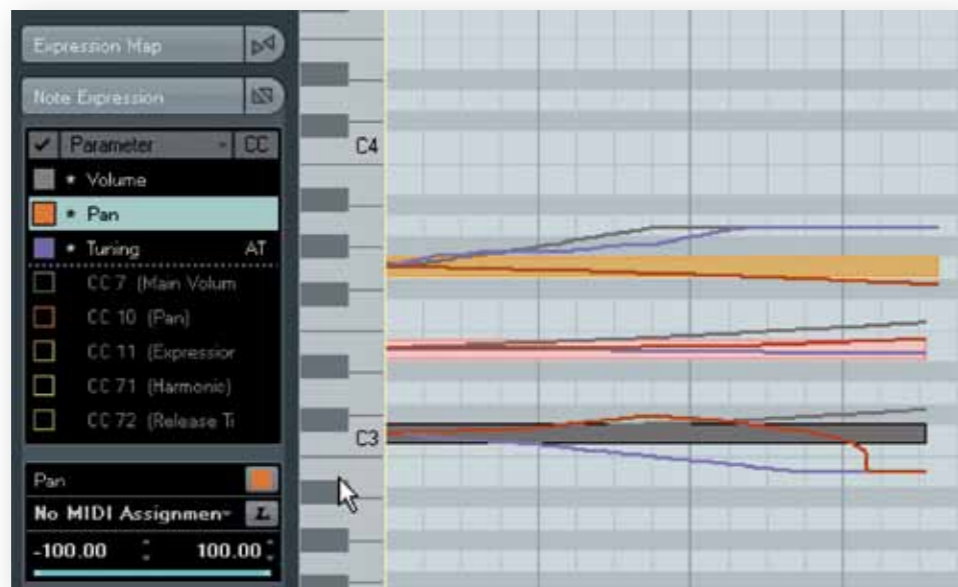 Expression Map
Note Expression
Parameter CC
Volume
Pan
Tuning AT
CC 7 (Main Volum
CC 10 (Pan)
CC 11 (Expression
CC 71 (Harmonic)
CC 72 (Release Ti
Pan
No MIDI Assignmen
L
-100.00 100.00
C4
C3